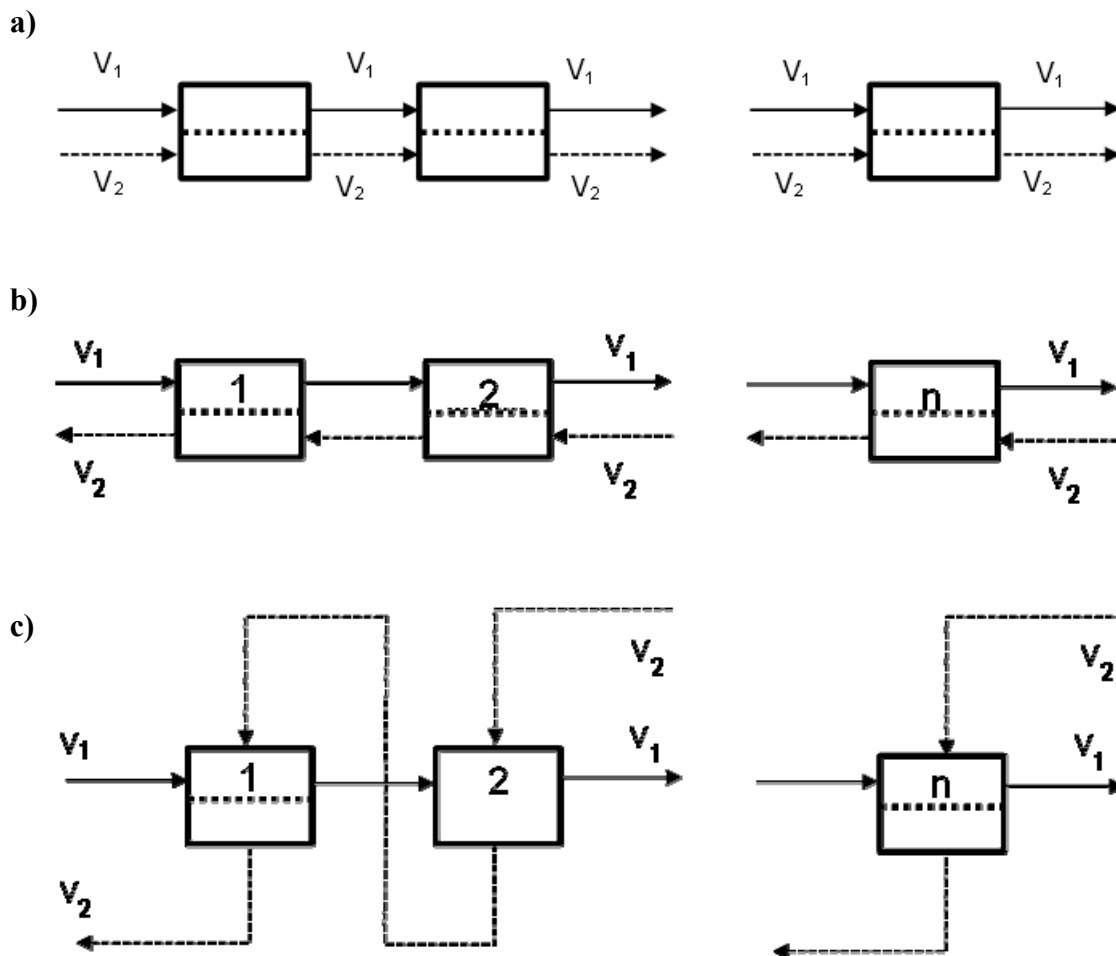 a)
V₁ V₁ V₁ V₁ V₁
V₂ V₂ V₂ V₂ V₂
b)
V₁ V₁ V₁
1 2 n
V₂ V₂ V₂
c)
V₂ V₂
V₁ V₁ V₁
1 2 n
V₂